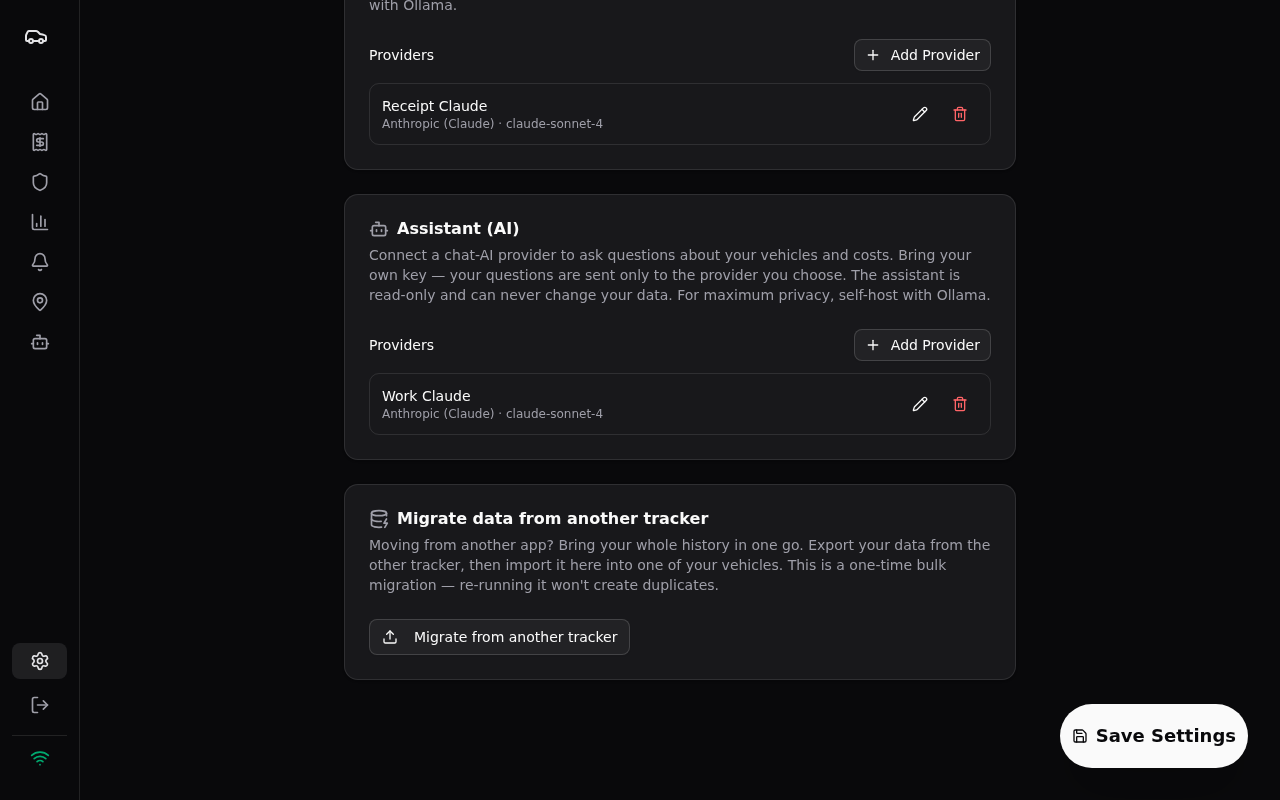 with Ollama.
Providers
Add Provider
Receipt Claude
Anthropic (Claude) · claude-sonnet-4
Assistant (AI)
Connect a chat-AI provider to ask questions about your vehicles and costs. Bring your
own key — your questions are sent only to the provider you choose. The assistant is
read-only and can never change your data. For maximum privacy, self-host with Ollama.
Providers
Add Provider
Work Claude
Anthropic (Claude) · claude-sonnet-4
Migrate data from another tracker
Moving from another app? Bring your whole history in one go. Export your data from the
other tracker, then import it here into one of your vehicles. This is a one-time bulk
migration — re-running it won't create duplicates.
Migrate from another tracker
Save Settings